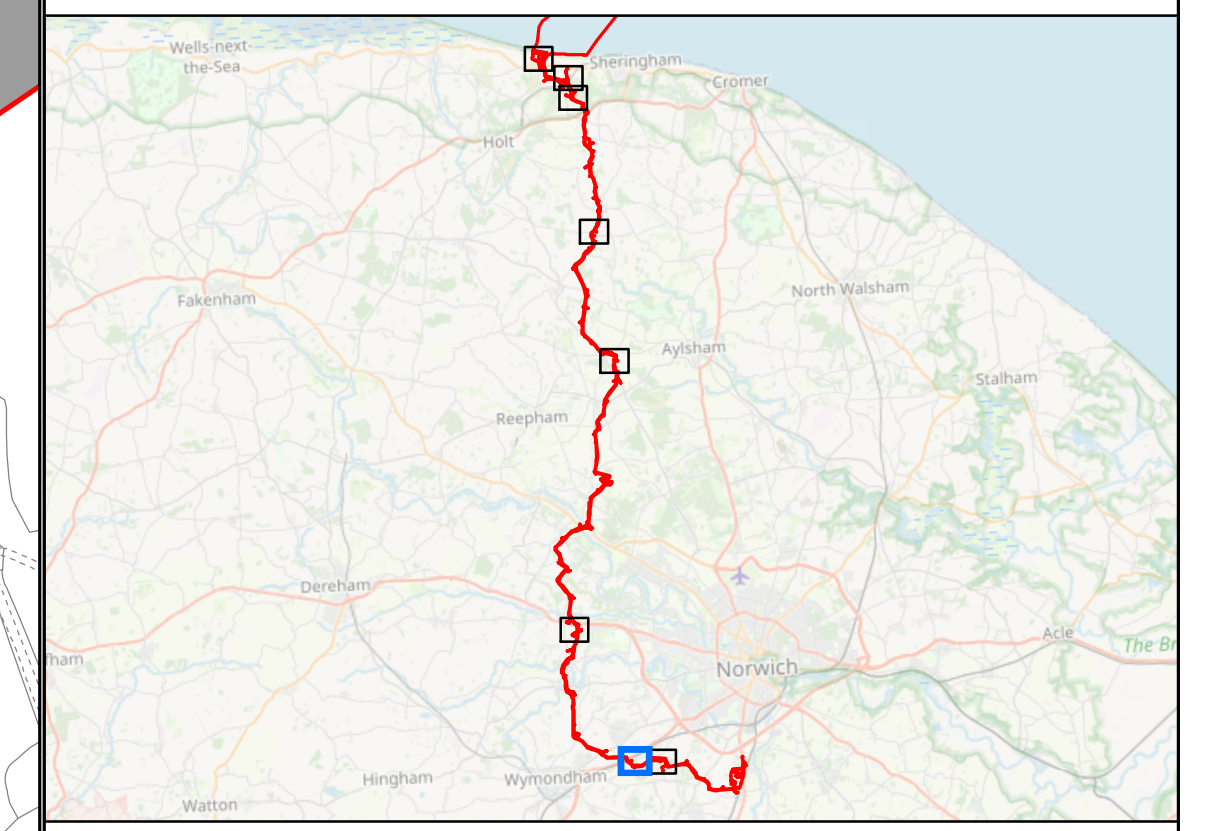 Wells-next-
the-Sea
Sheringham
Cromer
Holt
Fakenham
North Walsham
Aylsham
Stalham
Reepham
Dereham
Acle
The Br
ham
Norwich
Hingham
Wymondham
Watton